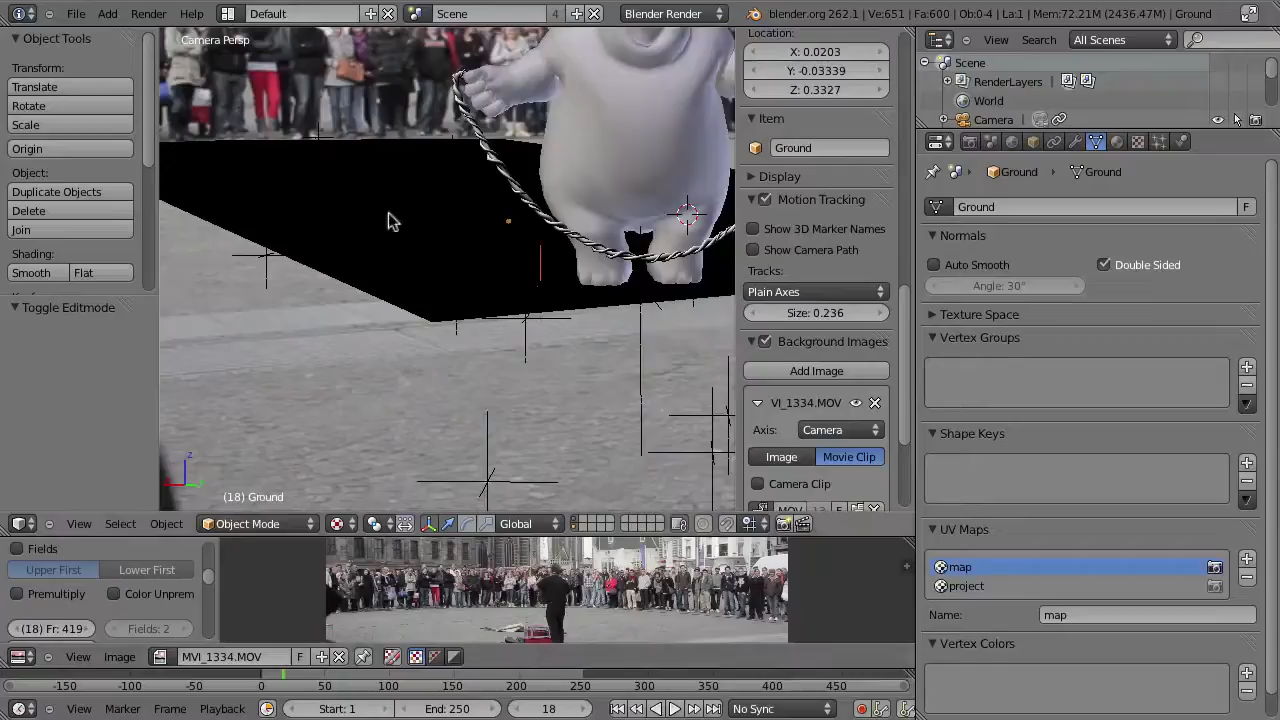 File Add Render Help Default Scene 4 Blender Render blender.org 262.1 | Ve:651 | Fa:600 | Ob:0-4 | La:1 | Mem:72.21M (2436.47M) | Ground
Object Tools
Transform:
Translate
Rotate
Scale
Origin
Object:
Duplicate Objects
Delete
Join
Shading:
Smooth Flat
Toggle Editmode
Camera Persp
z
(18) Ground
Location:
X: 0.0203
Y: -0.03339
Z: 0.3327
Item
Ground
Display
Motion Tracking
Show 3D Marker Names
Show Camera Path
Tracks:
Plain Axes
Size: 0.236
Background Images
Add Image
VI_1334.MOV
Axis: Camera
Image Movie Clip
Camera Clip
View Search All Scenes
Scene
RenderLayers
World
Camera
Ground Ground
Ground F
Normals
Auto Smooth Double Sided
Angle: 30°
Texture Space
Vertex Groups
Shape Keys
UV Maps
map
project
Name: map
Vertex Colors
View Select Object Object Mode Global
Fields
Upper First Lower First
Premultiply Color Unprem
(18) Fr: 419 Fields: 2
View Image MVI_1334.MOV F
-150 -100 -50 0 50 100 150 200 250 300 350 400 450
View Marker Frame Playback Start: 1 End: 250 18 No Sync